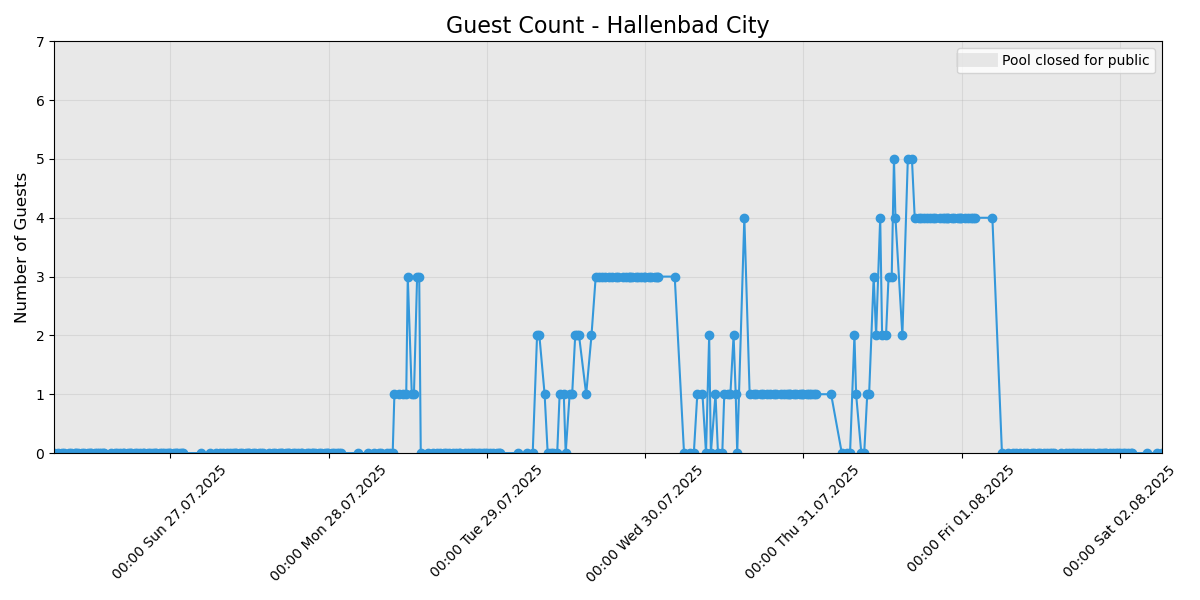 Guest Count - Hallenbad City
Pool closed for public
Number of Guests
7
6
5
4
3
2
1
0
00:00 Sun 27.07.2025
00:00 Mon 28.07.2025
00:00 Tue 29.07.2025
00:00 Wed 30.07.2025
00:00 Thu 31.07.2025
00:00 Fri 01.08.2025
00:00 Sat 02.08.2025